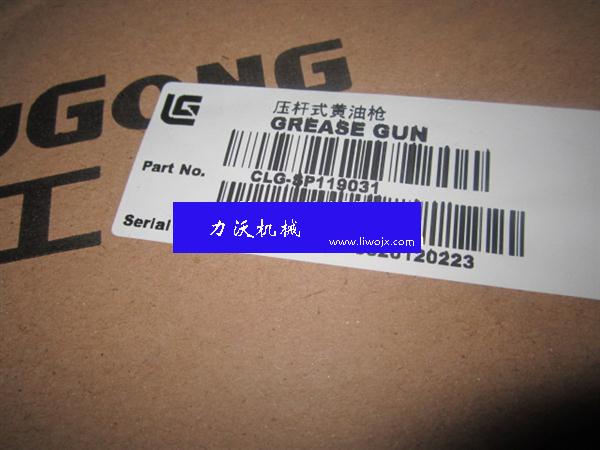 UGONG
工
LG
压杆式黄油枪
GREASE GUN
Part No.
CLG-SP119031
Serial
力沃机械
www.liwojx.com
20120223